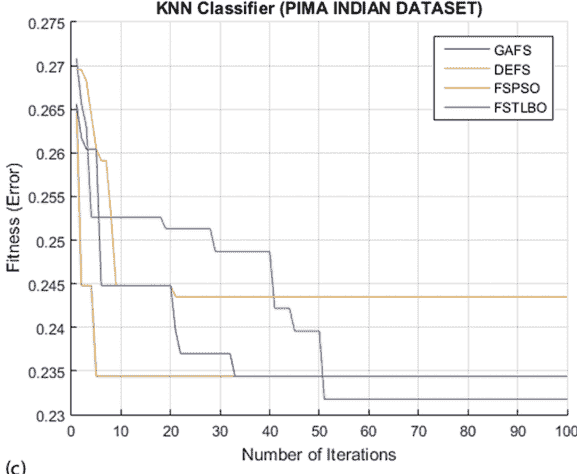 KNN Classifier (PIMA INDIAN DATASET)
0.275
0.27
0.265
0.26
0.255
0.25
0.245
0.24
0.235
0.23
Fitness (Error)
GAFS
DEFS
FSPSO
FSTLBO
0 10 20 30 40 50 60 70 80 90 100
Number of Iterations
(c)